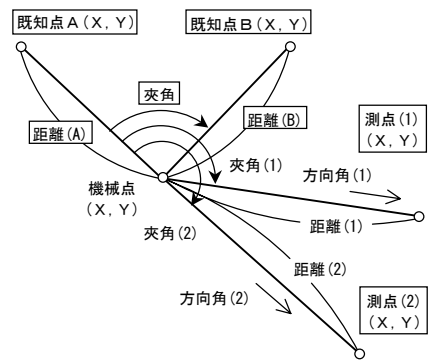 既知点A(X, Y)
既知点B(X, Y)
夾角
距離(A)
距離(B)
測点(1)
(X, Y)
夾角(1)
方向角(1)
機械点
(X, Y)
夾角(2)
距離(1)
距離(2)
方向角(2)
測点(2)
(X, Y)